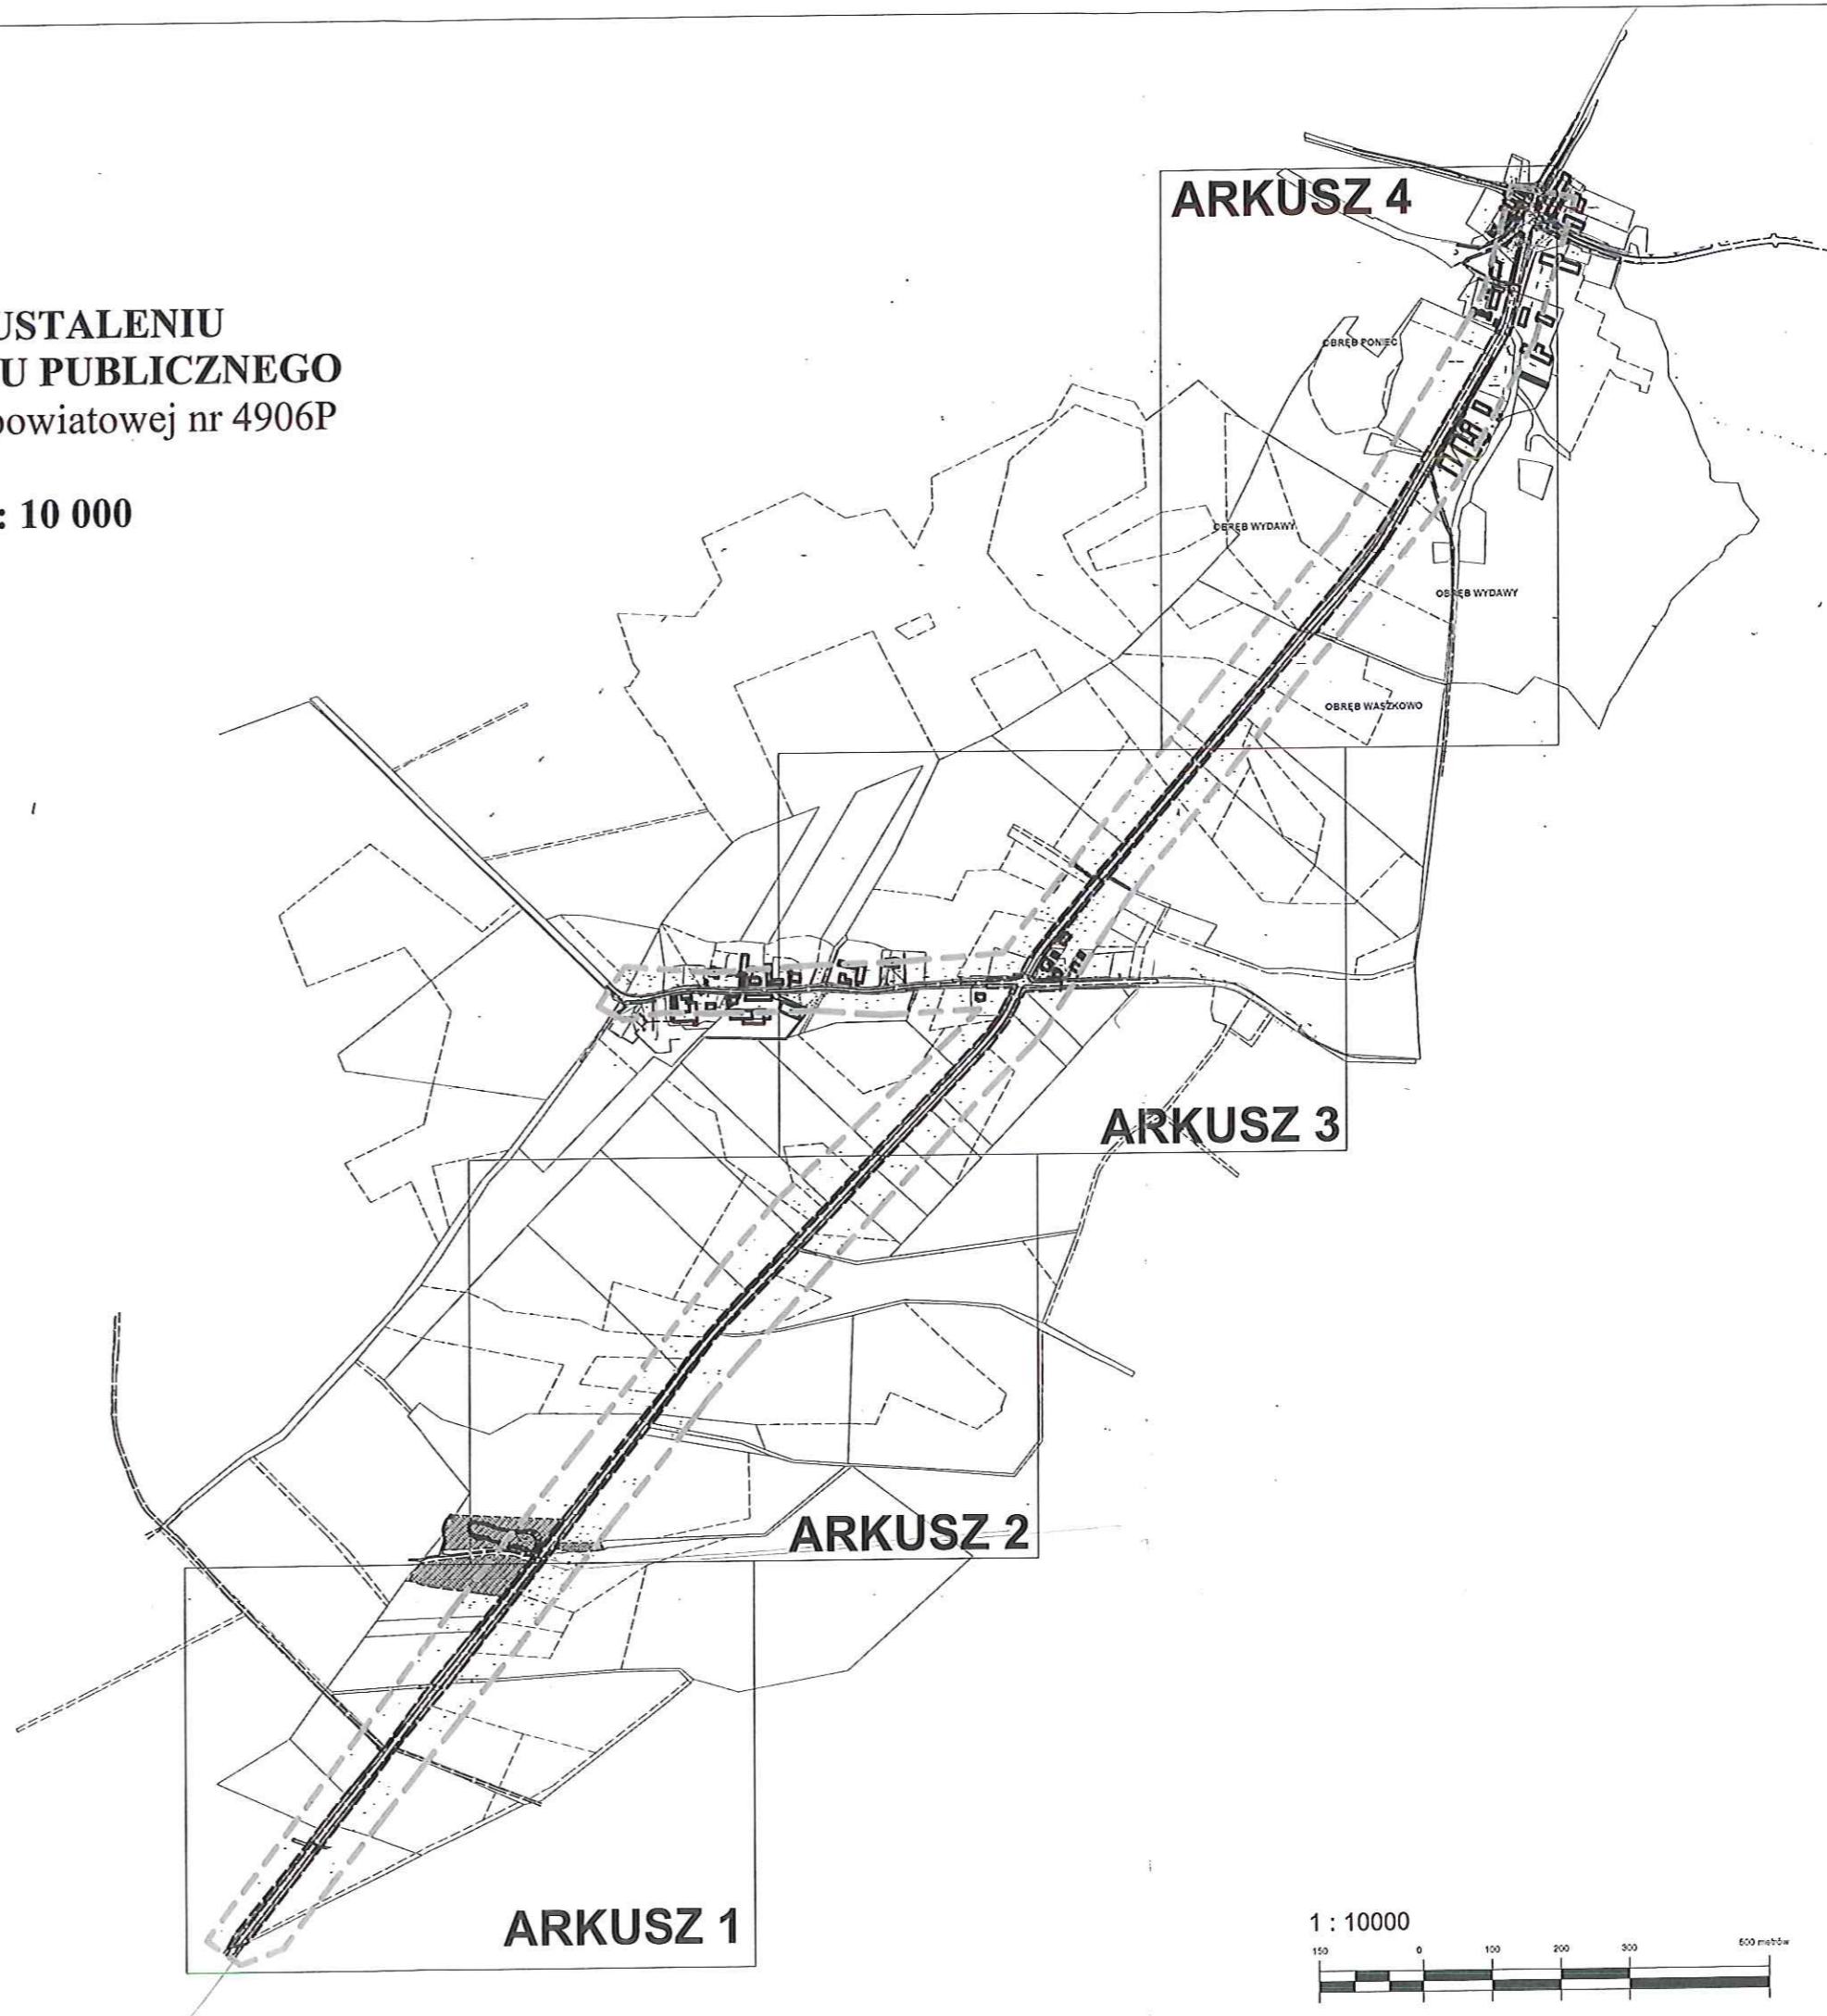 USTALENIU
U PUBLICZNEGO
powiatowej nr 4906P
: 10 000
ARKUSZ 4
OBRĘB PONIEC
OBRĘB WYDAWY
OBRĘB WYDAWY
OBRĘB WASZKOWO
ARKUSZ 3
ARKUSZ 2
ARKUSZ 1
1 : 10000
150 0 100 200 300 500 metrów